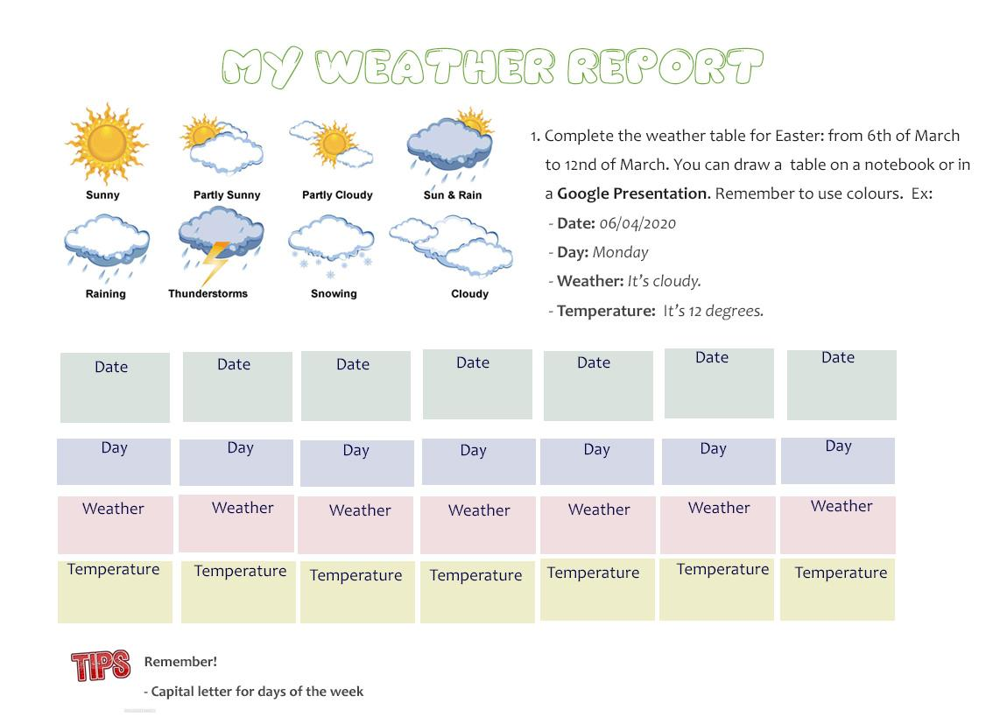 MY WEATHER REPORT
Sunny Partly Sunny Partly Cloudy Sun & Rain
Raining Thunderstorms Snowing Cloudy
1. Complete the weather table for Easter: from 6th of March
to 12nd of March. You can draw a table on a notebook or in
a Google Presentation. Remember to use colours. Ex:
- Date: 06/04/2020
- Day: Monday
- Weather: It's cloudy.
- Temperature: It's 12 degrees.
Date Date Date Date Date Date Date
Day Day Day Day Day Day Day
Weather Weather Weather Weather Weather Weather Weather
Temperature Temperature Temperature Temperature Temperature Temperature Temperature
TIPS
Remember!
- Capital letter for days of the week